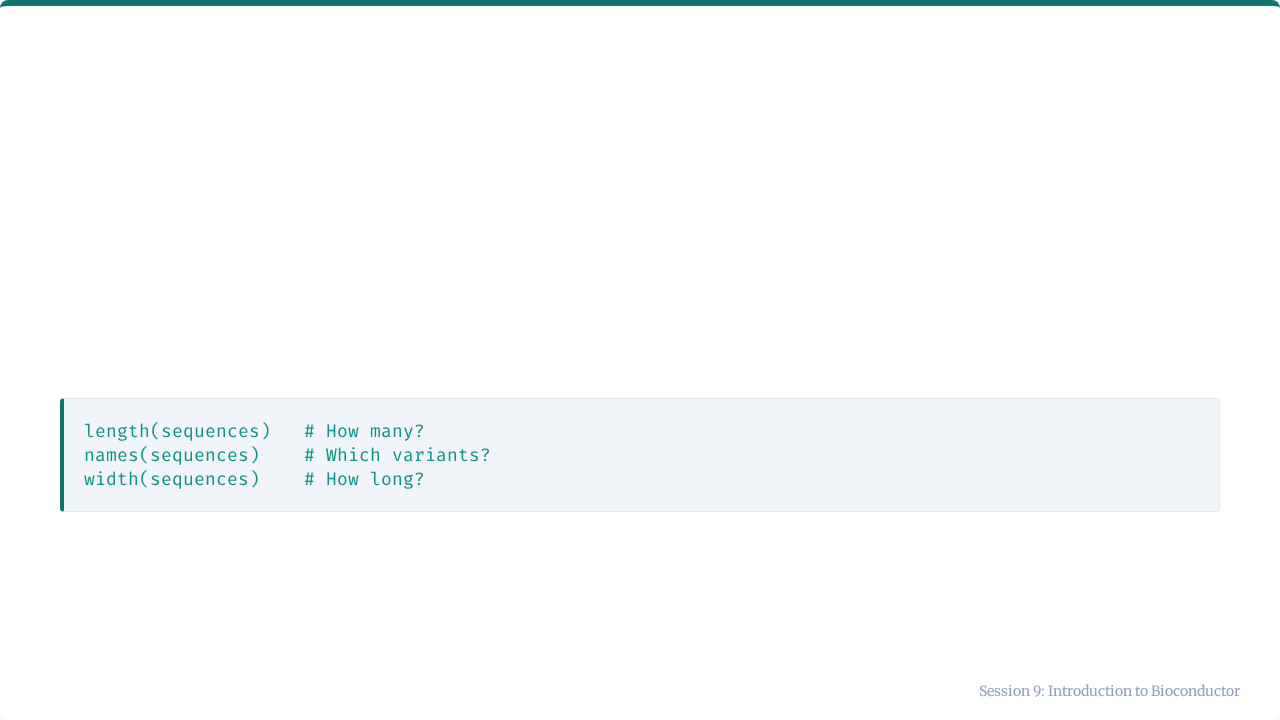 length(sequences)   # How many?
names(sequences)    # Which variants?
width(sequences)    # How long?
Session 9: Introduction to Bioconductor